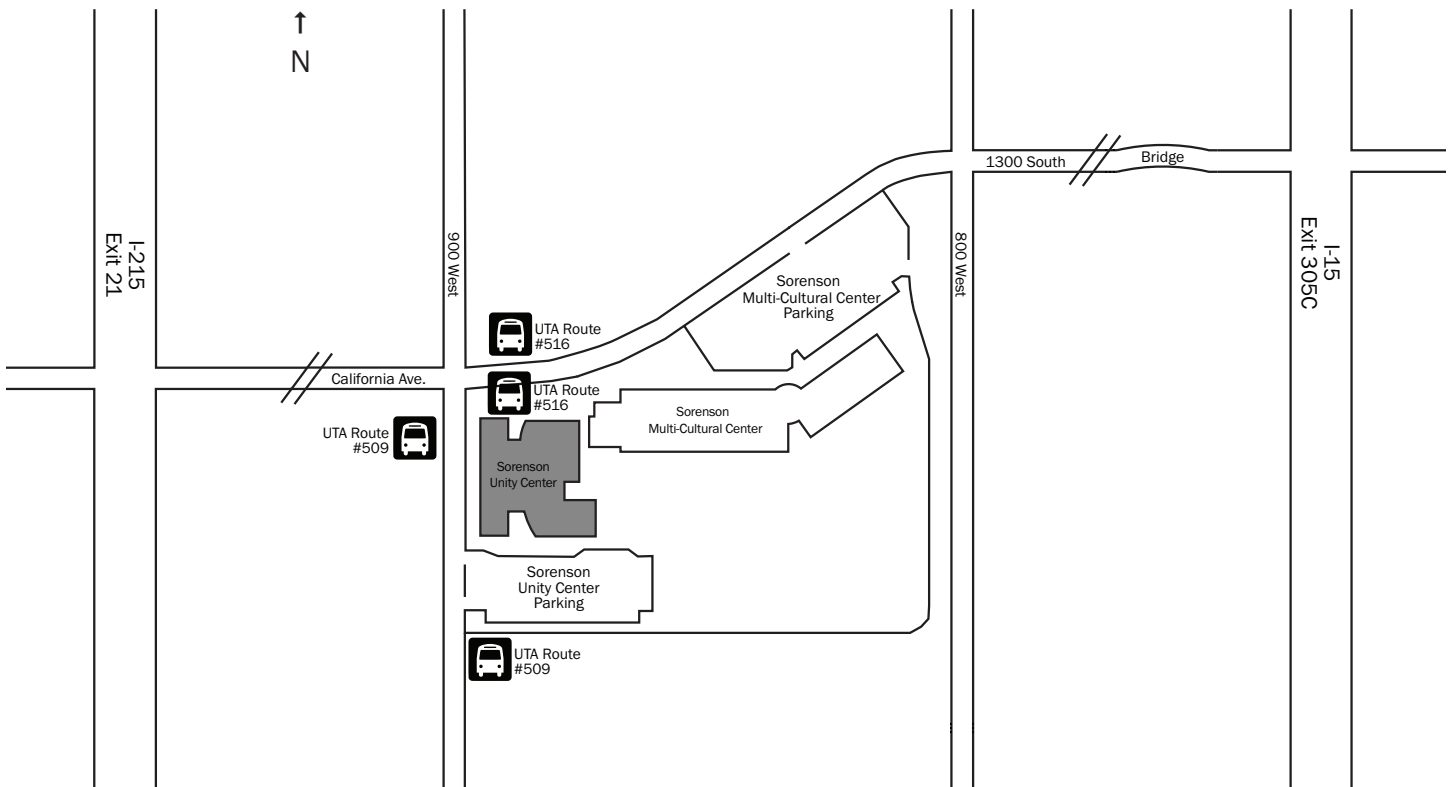 N
1300 South
Bridge
I-215
Exit 21
900 West
800 West
I-15
Exit 305C
Sorenson
Multi-Cultural Center
Parking
UTA Route
#516
California Ave.
UTA Route
#516
Sorenson
Multi-Cultural Center
UTA Route
#509
Sorenson
Unity Center
Sorenson
Unity Center
Parking
UTA Route
#509